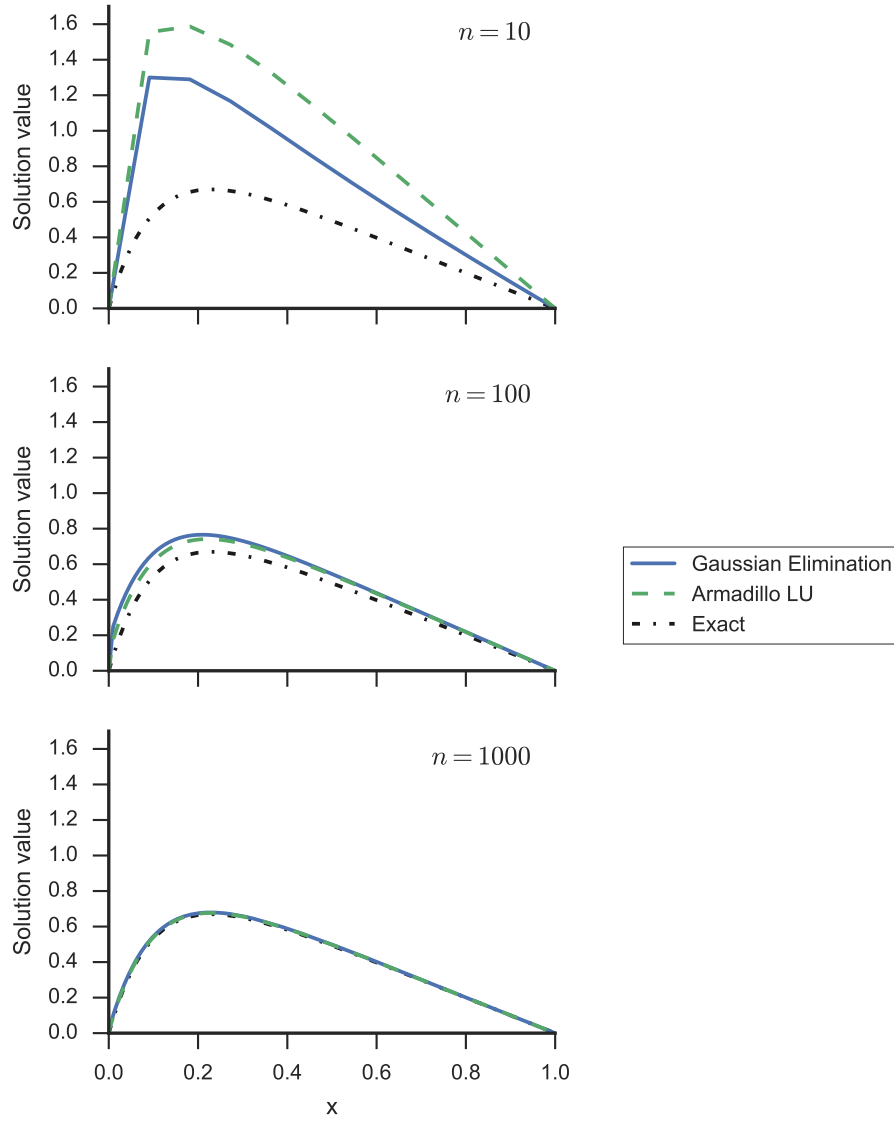 n = 10
1.6
1.4
1.2
1.0
0.8
0.6
0.4
0.2
0.0
Solution value
n = 100
1.6
1.4
1.2
1.0
0.8
0.6
0.4
0.2
0.0
Solution value
Gaussian Elimination
Armadillo LU
Exact
n = 1000
1.6
1.4
1.2
1.0
0.8
0.6
0.4
0.2
0.0
Solution value
0.0 0.2 0.4 0.6 0.8 1.0
x